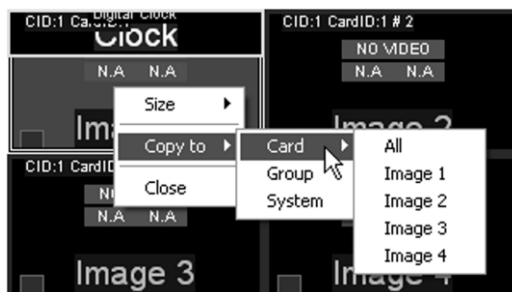 Digital Clock
CID:1 Ca
Clock
N.A N.A
Im
CID:1 CardID:1 # 2
NO VIDEO
N.A N.A
Image 2
Size
Copy to
Close
Card
Group
System
All
Image 1
Image 2
Image 3
Image 4
CID:1 CardI
N
N.A N.A
Image 3
Image 4